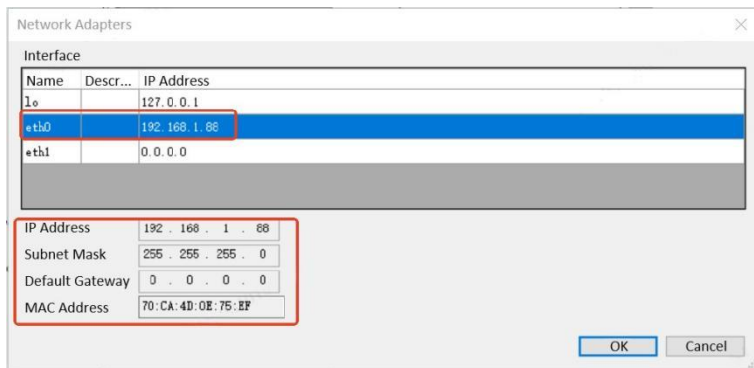 Network Adapters
Interface
Name Descr... IP Address
lo 127.0.0.1
eth0 192.168.1.88
eth1 0.0.0.0
IP Address 192 . 168 . 1 . 88
Subnet Mask 255 . 255 . 255 . 0
Default Gateway 0 . 0 . 0 . 0
MAC Address 70:CA:4D:0E:75:EF
OK Cancel